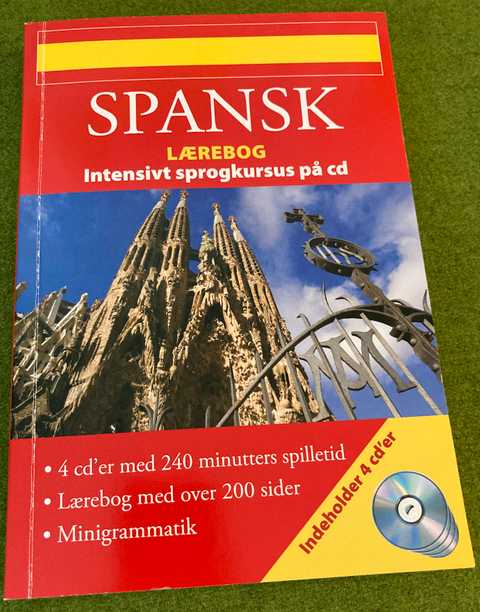 SPANSK
LÆREBOG
Intensivt sprogkursus på cd
• 4 cd'er med 240 minutters spilletid
• Lærebog med over 200 sider
• Minigrammatik
Indeholder 4 cd'er